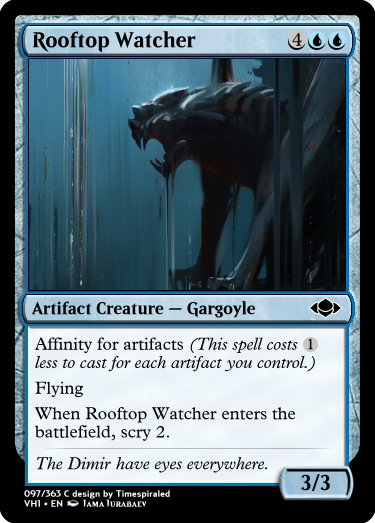 Rooftop Watcher 4
Artifact Creature — Gargoyle
Affinity for artifacts (This spell costs 1
less to cast for each artifact you control.)
Flying
When Rooftop Watcher enters the
battlefield, scry 2.
The Dimir have eyes everywhere.
3/3
097/363 C design by Timespiraled
VH1 • EN Jama Jurabaev